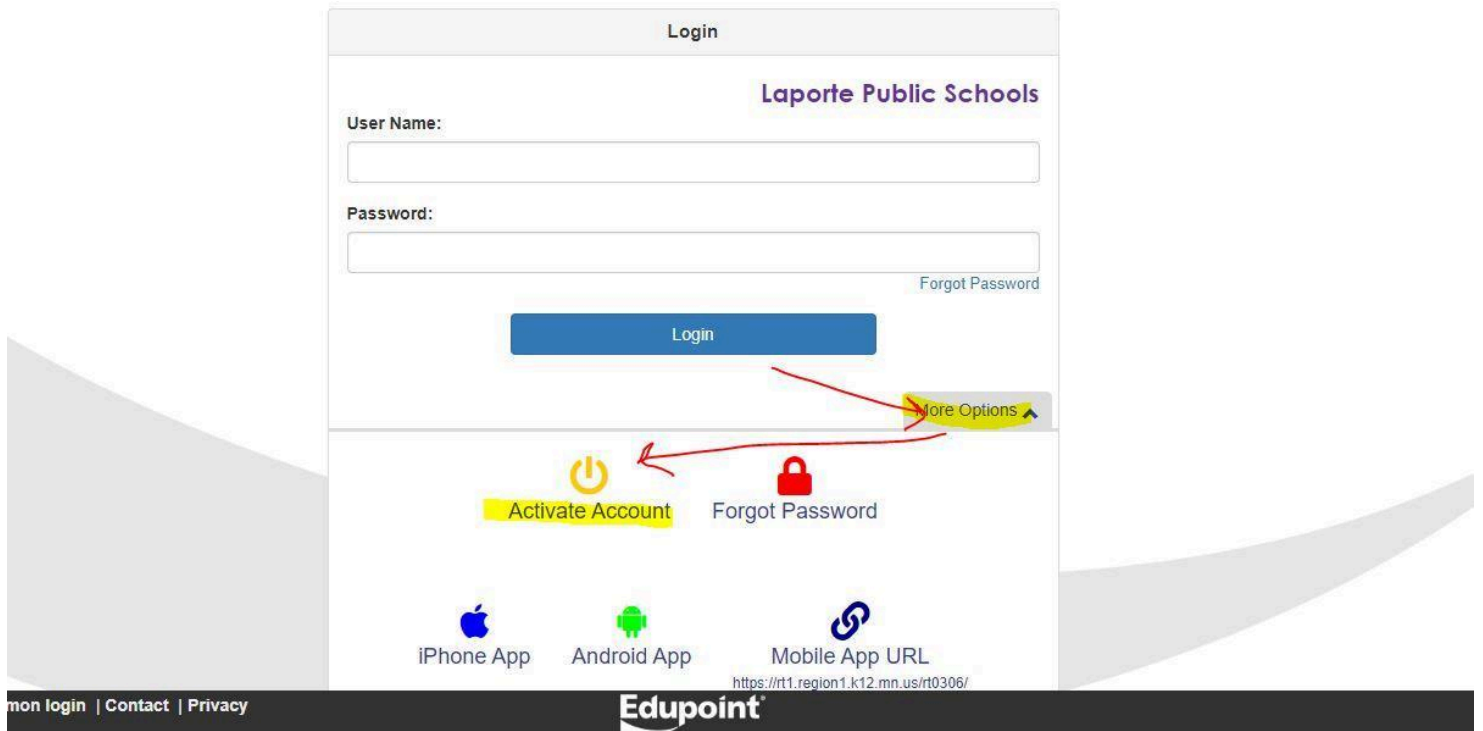 Login
Laporte Public Schools
User Name:
Password:
Forgot Password
Login
More Options
Activate Account Forgot Password
iPhone App Android App Mobile App URL
https://rt1.region1.k12.mn.us/rt0306/
mon login | Contact | Privacy Edupoint